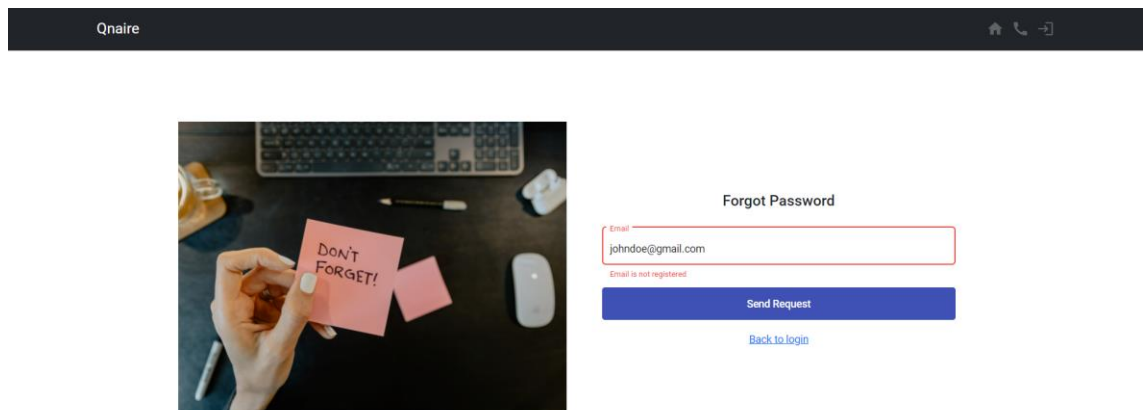 Qnaire
DON'T
FORGET!
Forgot Password
Email
johndoe@gmail.com
Email is not registered
Send Request
Back to login